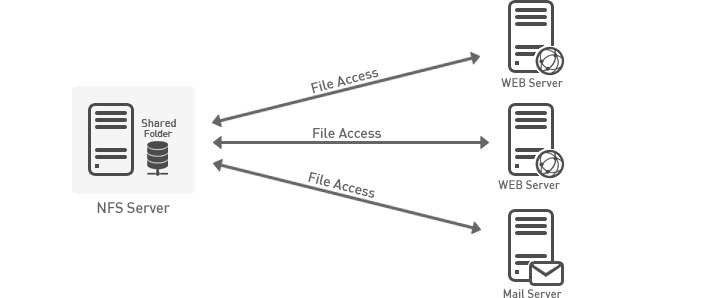 WEB Server
File Access
Shared
Folder
NFS Server
File Access
WEB Server
File Access
Mail Server